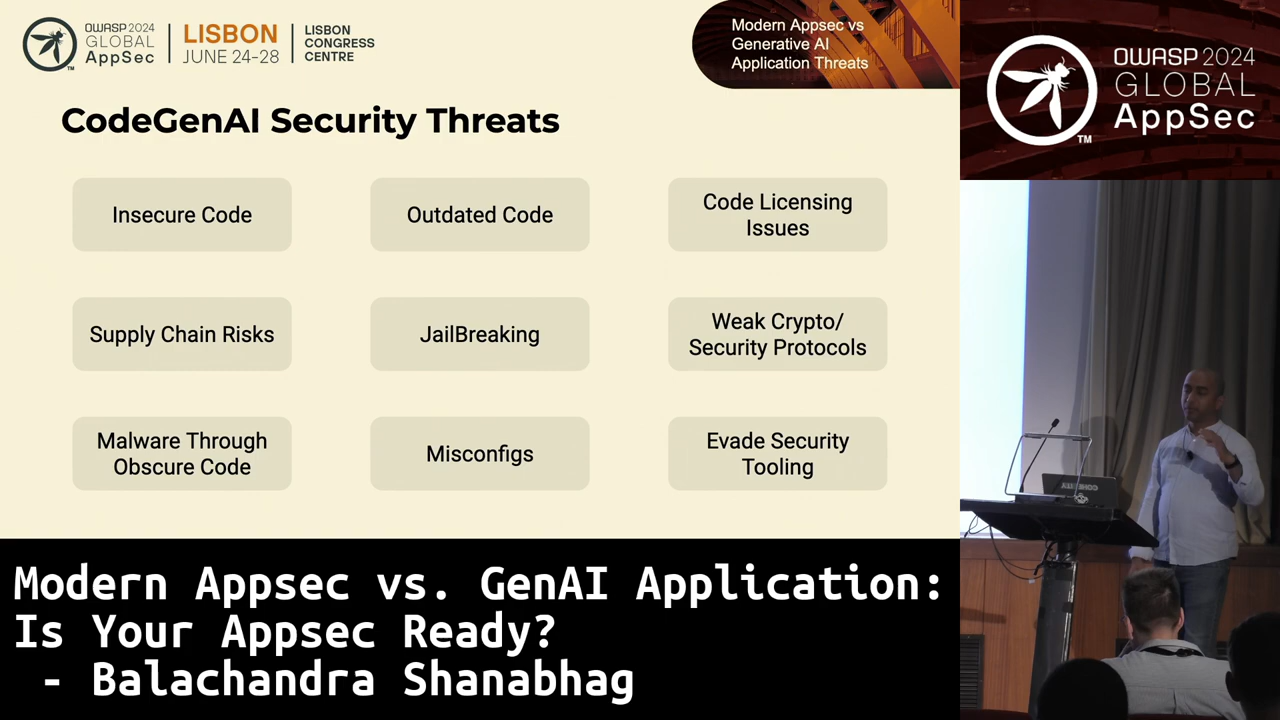 OWASP 2024
GLOBAL
AppSec
TM
LISBON
JUNE 24-28
LISBON
CONGRESS
CENTRE
Modern Appsec vs
Generative AI
Application Threats
OWASP 2024
GLOBAL
AppSec
TM
CodeGenAI Security Threats
Insecure Code
Outdated Code
Code Licensing
Issues
Supply Chain Risks
JailBreaking
Weak Crypto/
Security Protocols
Malware Through
Obscure Code
Misconfigs
Evade Security
Tooling
COHESITY
Modern Appsec vs. GenAI Application:
Is Your Appsec Ready?
- Balachandra Shanabhag